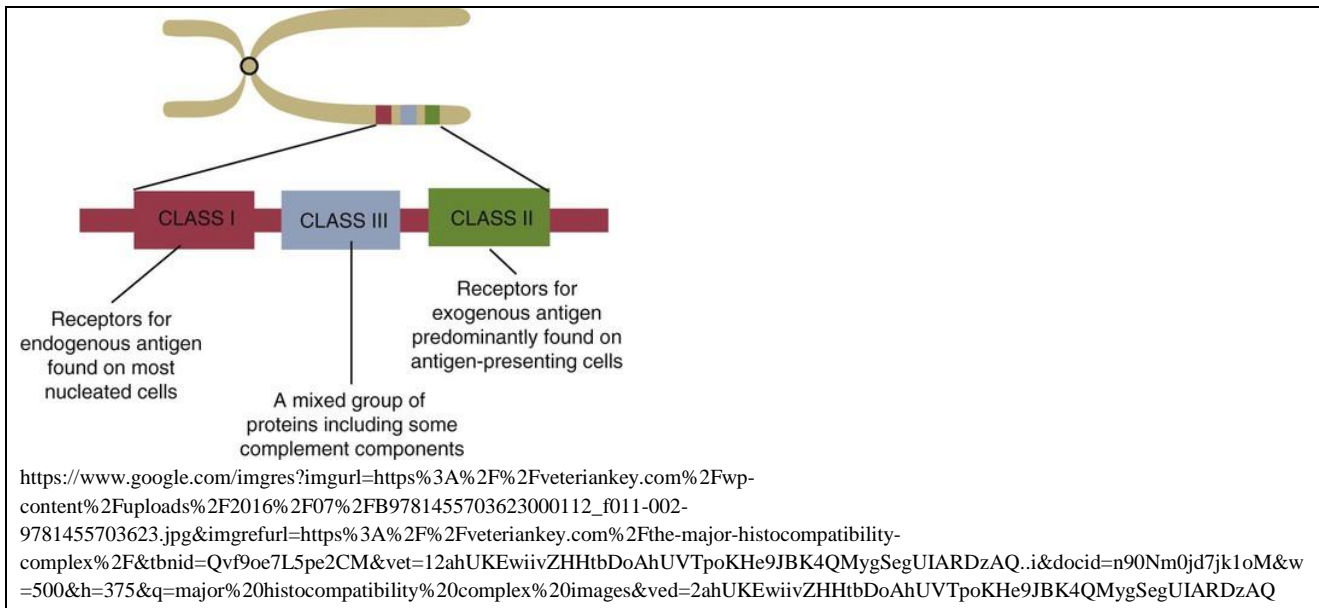 CLASS I
CLASS III
CLASS II
Receptors for
endogenous antigen
found on most
nucleated cells
A mixed group of
proteins including some
complement components
Receptors for
exogenous antigen
predominantly found on
antigen-presenting cells
https://www.google.com/imgres?imgurl=https%3A%2F%2Fveteriankey.com%2Fwp-
content%2Fuploads%2F2016%2F07%2FB9781455703623000112_f011-002-
9781455703623.jpg&imgrefurl=https%3A%2F%2Fveteriankey.com%2Fthe-major-histocompatibility-
complex%2F&tbnid=Qvf9oe7L5pe2CM&vet=12ahUKEwiivZHHtbDoAhUVTpoKHe9JBK4QMygSegUIARDzAQ..i&docid=n90Nm0jd7jk1oM&w
=500&h=375&q=major%20histocompatibility%20complex%20images&ved=2ahUKEwiivZHHtbDoAhUVTpoKHe9JBK4QMygSegUIARDzAQ